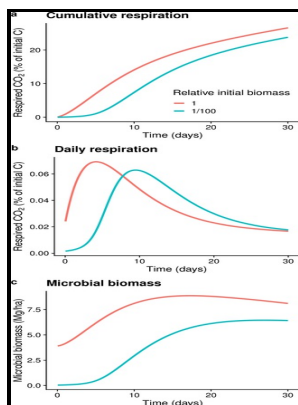 a
Cumulative respiration
Respired CO₂ (% of initial C)
20
10
0
Relative initial biomass
1
1/100
0
10
20
30
Time (days)
b
Daily respiration
Respired CO₂ (% of initial C)
0.06
0.04
0.02
0.00
0
10
20
30
Time (days)
c
Microbial biomass
Microbial biomass (Mg/ha)
7.5
5.0
2.5
0.0
0
10
20
30
Time (days)